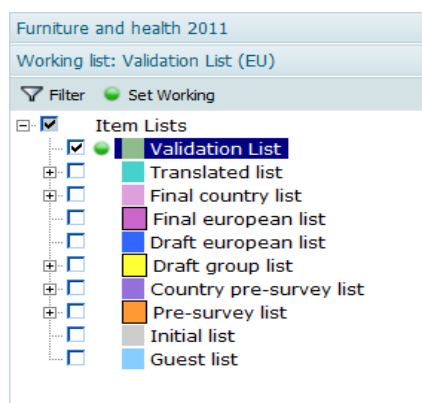 Furniture and health 2011
Working list: Validation List (EU)
Filter Set Working
Item Lists
Validation List
Translated list
Final country list
Final european list
Draft european list
Draft group list
Country pre-survey list
Pre-survey list
Initial list
Guest list